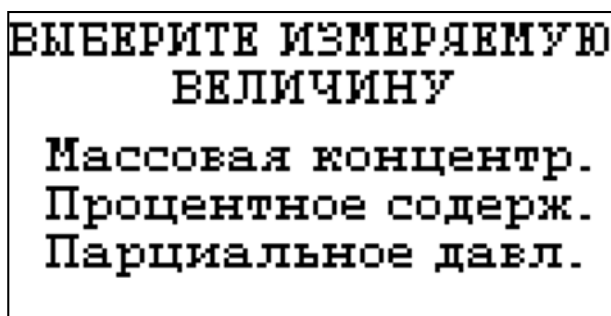 ВЫБЕРИТЕ ИЗМЕРЯЕМУЮ
ВЕЛИЧИНУ
Массовая концентр.
Процентное содерж.
Парциальное давл.